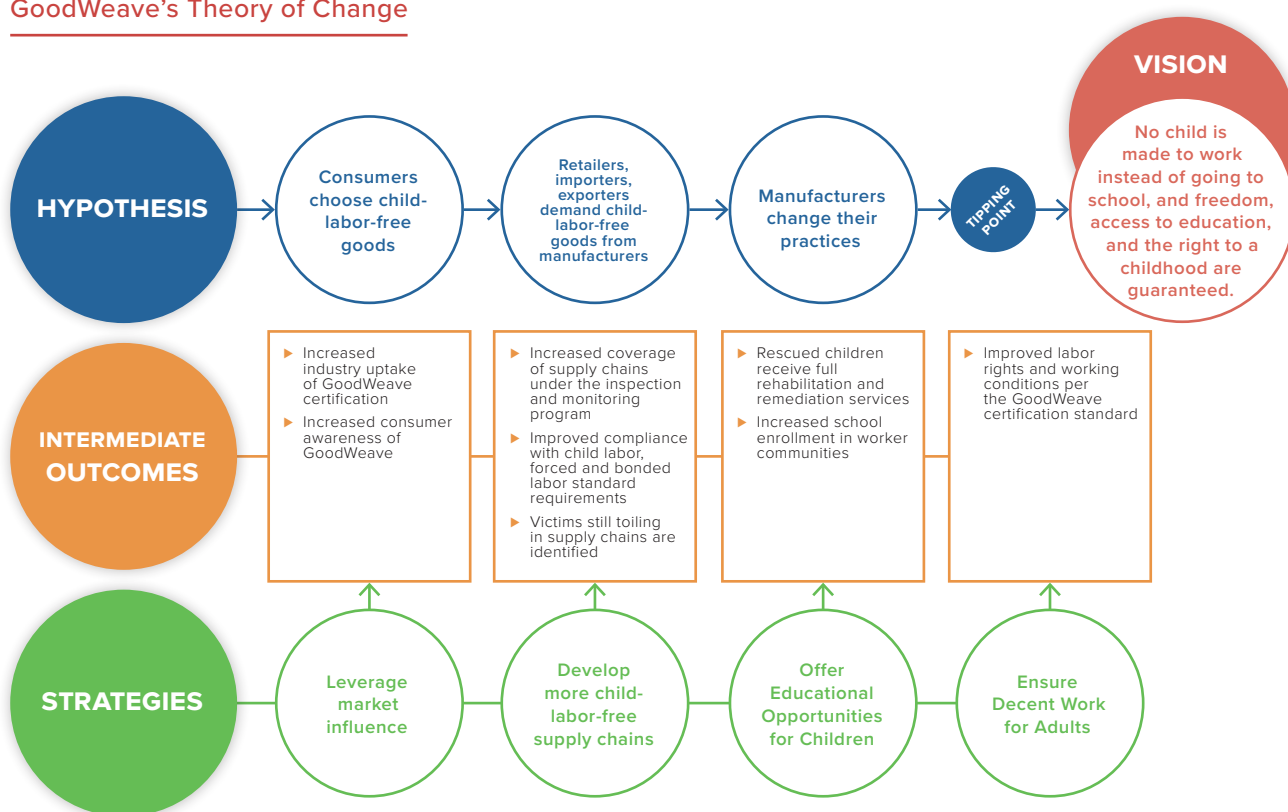 GoodWeave’s Theory of Change
HYPOTHESIS
Consumers
choose child-
labor-free
goods
Retailers,
importers,
exporters
demand child-
labor-free
goods from
manufacturers
Manufacturers
change their
practices
TIPPING
POINT
VISION
No child is
made to work
instead of going to
school, and freedom,
access to education,
and the right to a
childhood are
guaranteed.
INTERMEDIATE
OUTCOMES
Increased
industry uptake
of GoodWeave
certification
Increased consumer
awareness of
GoodWeave
Increased coverage
of supply chains
under the inspection
and monitoring
program
Improved compliance
with child labor,
forced and bonded
labor standard
requirements
Victims still toiling
in supply chains are
identified
Rescued children
receive full
rehabilitation and
remediation services
Increased school
enrollment in worker
communities
Improved labor
rights and working
conditions per
the GoodWeave
certification standard
STRATEGIES
Leverage
market
influence
Develop
more child-
labor-free
supply chains
Offer
Educational
Opportunities
for Children
Ensure
Decent Work
for Adults